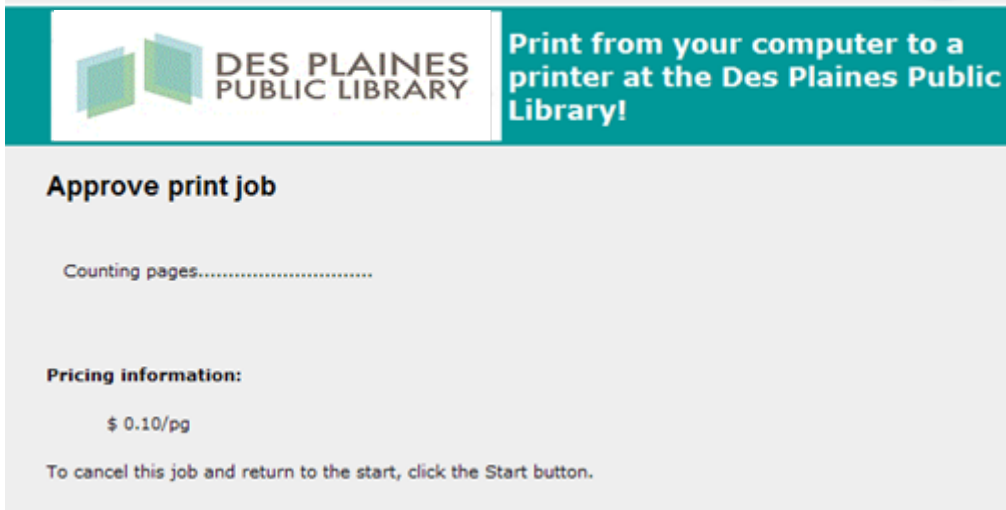 DES PLAINES
PUBLIC LIBRARY
Print from your computer to a
printer at the Des Plaines Public
Library!
Approve print job
Counting pages.............................
Pricing information:
$ 0.10/pg
To cancel this job and return to the start, click the Start button.